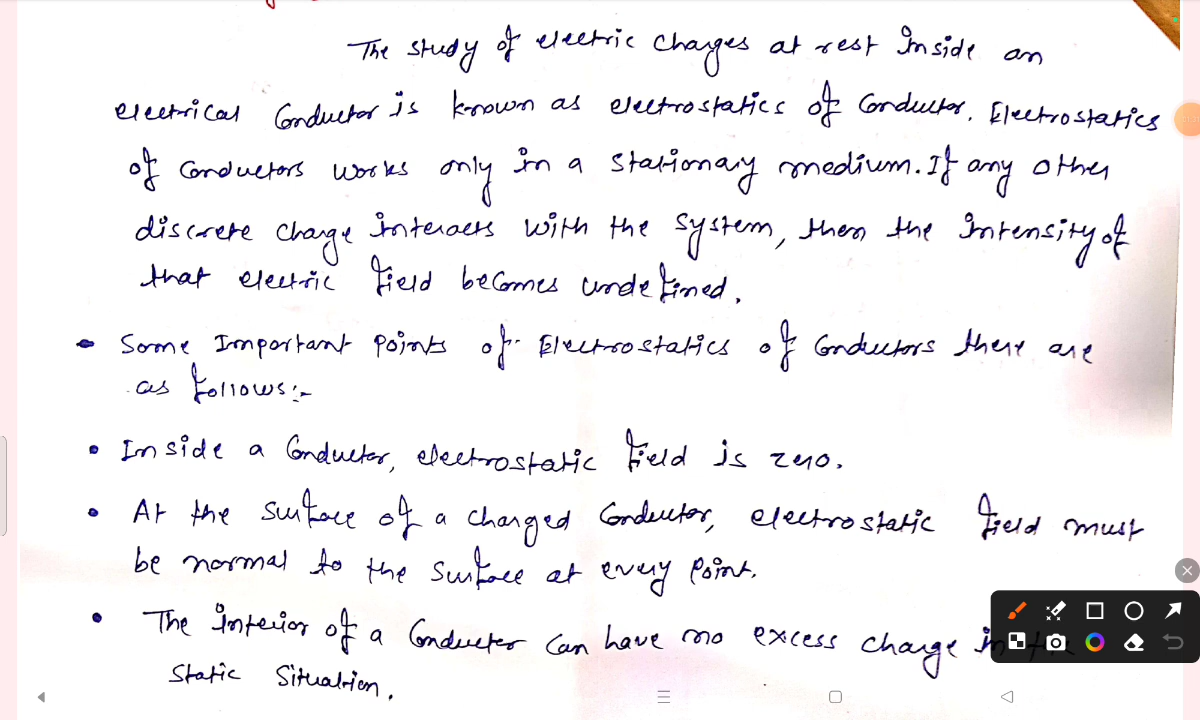 The study of electric charges at rest inside an
electrical Conductor is known as electrostatics of Conductor. Electrostatics
of Conductors works only in a stationary medium. If any other
discrete charge interacts with the system, then the intensity of
that electric field becomes undefined.
- Some Important points of Electrostatics of Conductors there are
as follows:-
• Inside a Conductor, electrostatic field is zero.
• At the surface of a charged Conductor, electrostatic field must
be normal to the surface at every point.
• The interior of a Conductor can have no excess charge in the
static situation.